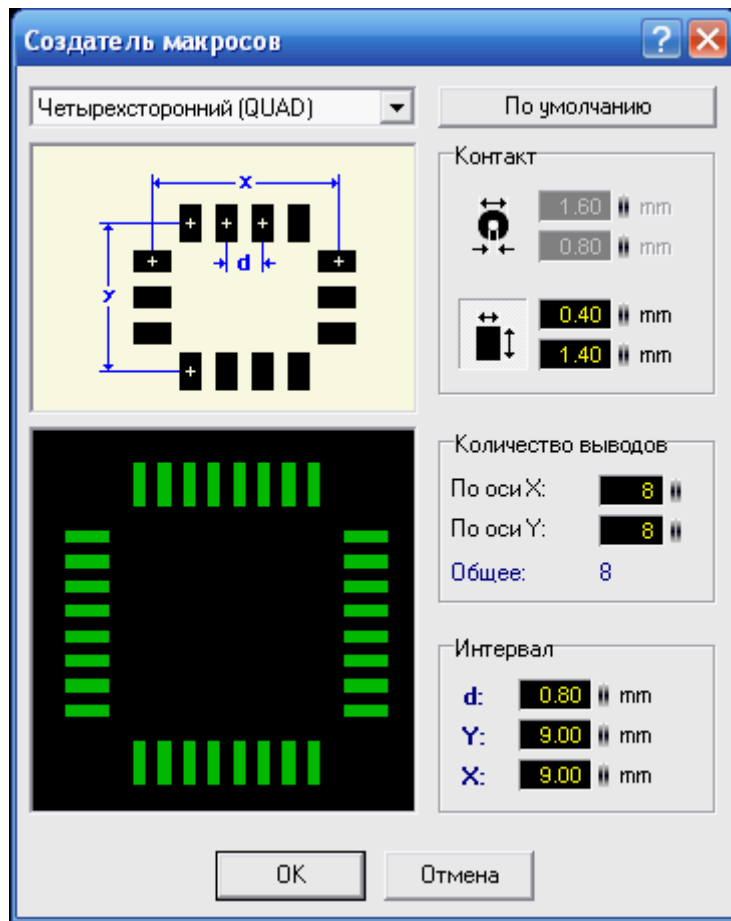 Создатель макросов
Четырехсторонний (QUAD)
По умолчанию
x
d
y
Контакт
1.60 mm
0.80 mm
0.40 mm
1.40 mm
Количество выводов
По оси X: 8
По оси Y: 8
Общее: 8
Интервал
d: 0.80 mm
Y: 9.00 mm
X: 9.00 mm
OK
Отмена